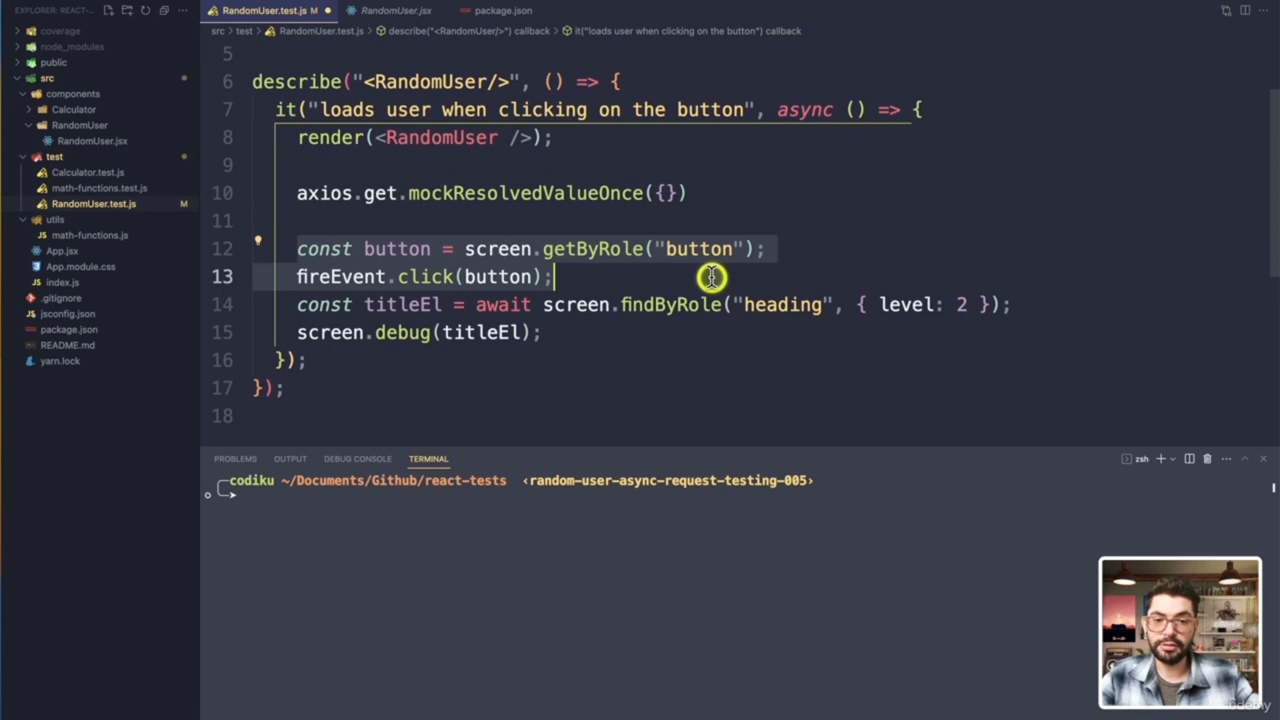 EXPLORER: REACT-...
RandomUser.test.js M
RandomUser.jsx
package.json
src > test > RandomUser.test.js > describe("<RandomUser/>") callback > it("loads user when clicking on the button") callback
coverage
node_modules
public
src
components
Calculator
RandomUser
RandomUser.jsx
test
Calculator.test.js
math-functions.test.js
RandomUser.test.js M
utils
math-functions.js
App.jsx
App.module.css
index.js
.gitignore
jsconfig.json
package.json
README.md
yarn.lock
5
6 describe("<RandomUser/>", () => {
7 it("loads user when clicking on the button", async () => {
8 render(<RandomUser />);
9
10 axios.get.mockResolvedValueOnce({})
11
12 const button = screen.getByRole("button");
13 fireEvent.click(button);
14 const titleEl = await screen.findByRole("heading", { level: 2 });
15 screen.debug(titleEl);
16 });
17 });
18
PROBLEMS OUTPUT DEBUG CONSOLE TERMINAL
zsh
codiku ~/Documents/Github/react-tests ‹random-user-async-request-testing-005›
udemy